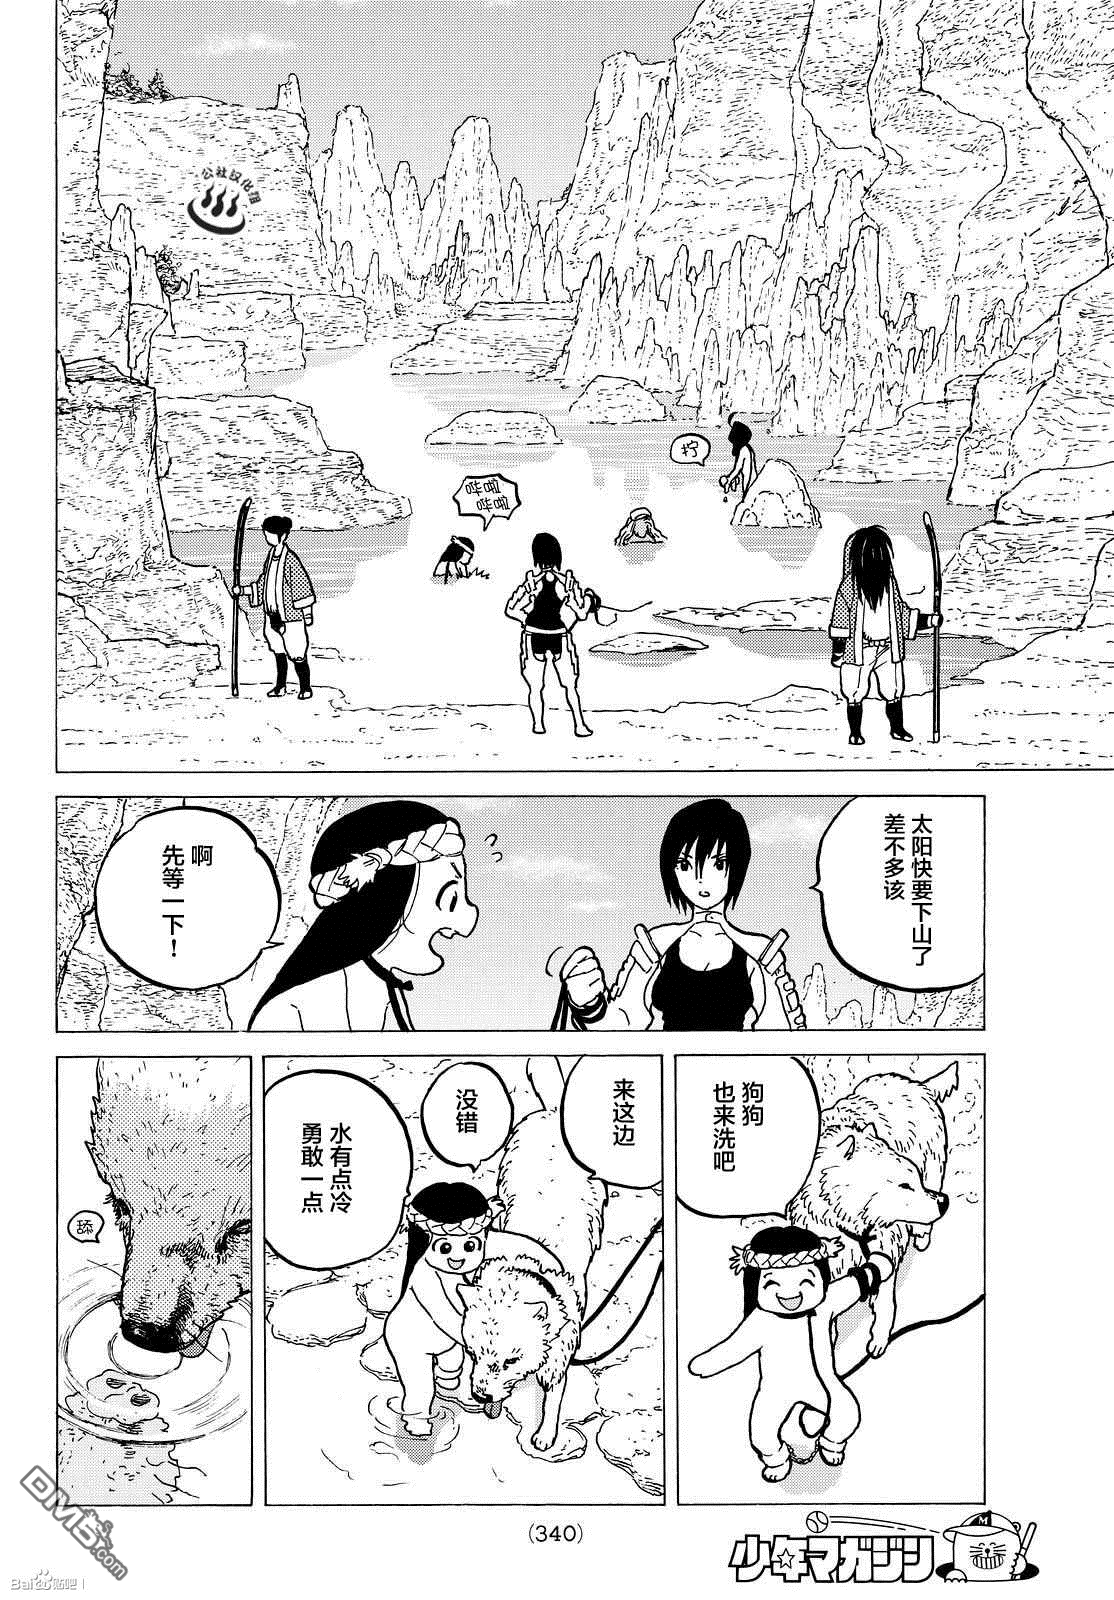 公社汉化组
拧
哗啦
哗啦
太阳快要下山了
差不多该
啊
先等一下！
狗狗
也来洗吧
来这边
没错
水有点冷
勇敢一点
舔
(340)
少年マガジン
M
DM5.com
Bai 贴吧